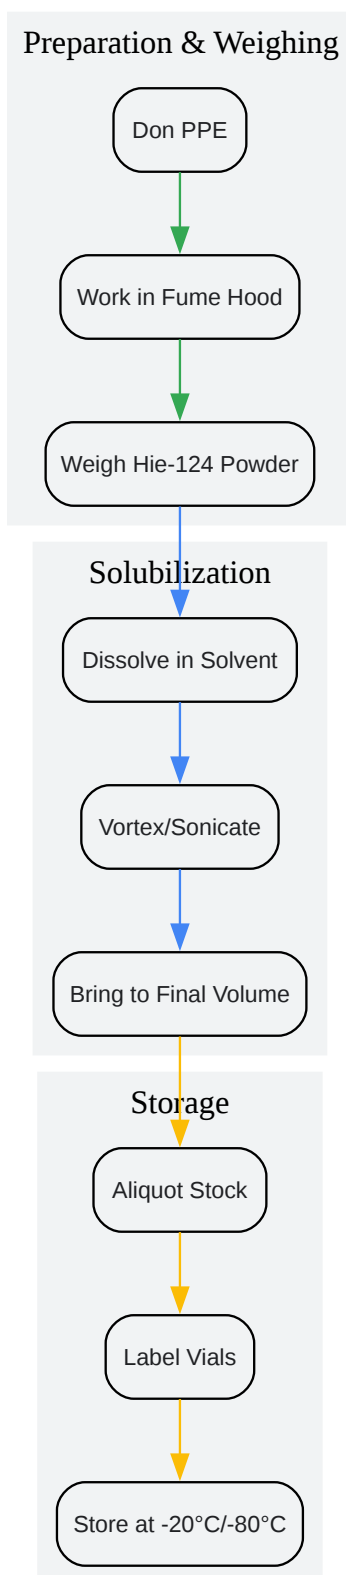 Preparation & Weighing
Don PPE
Work in Fume Hood
Weigh Hie-124 Powder
Solubilization
Dissolve in Solvent
Vortex/Sonicate
Bring to Final Volume
Storage
Aliquot Stock
Label Vials
Store at -20°C/-80°C